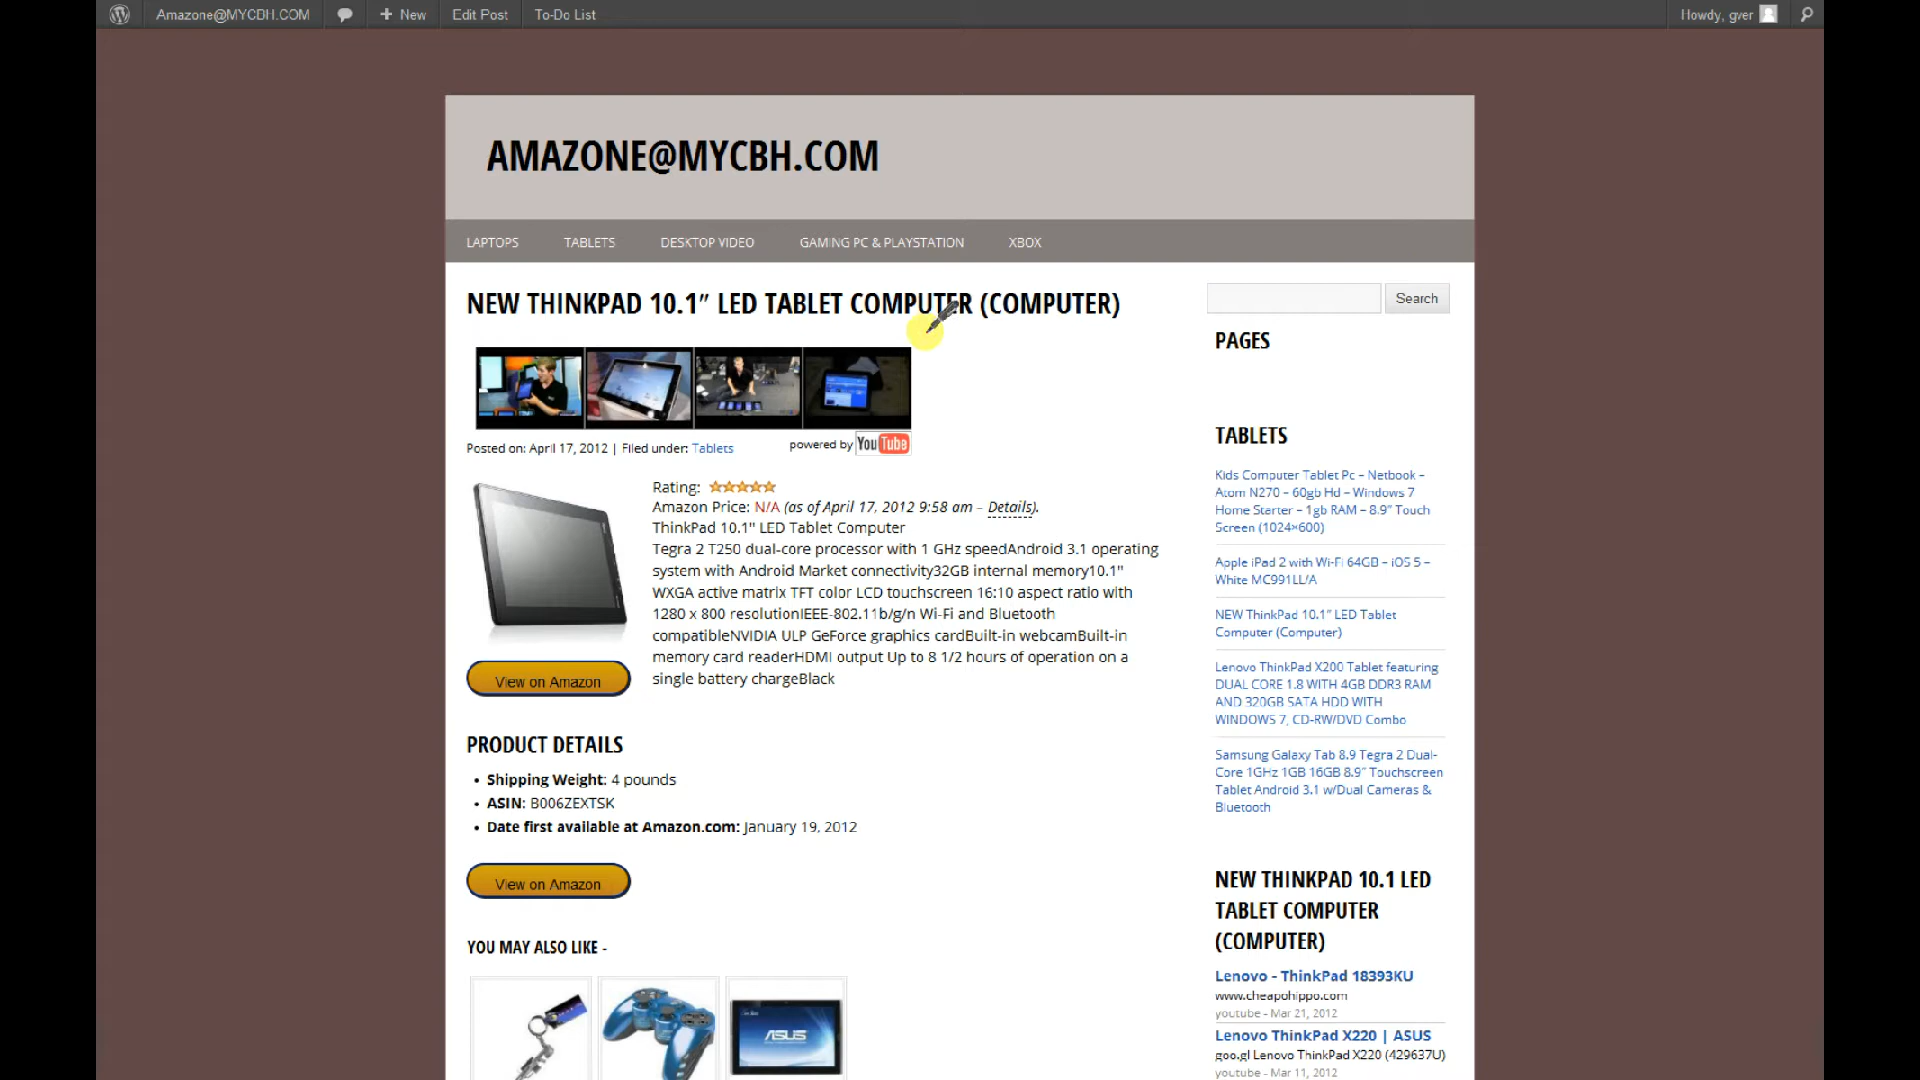 Amazone@MYCBH.COM
New
Edit Post
To-Do List
Howdy, gver
AMAZONE@MYCBH.COM
LAPTOPS
TABLETS
DESKTOP VIDEO
GAMING PC & PLAYSTATION
XBOX
NEW THINKPAD 10.1″ LED TABLET COMPUTER (COMPUTER)
powered by YouTube
Posted on: April 17, 2012 | Filed under: Tablets
Rating:
Amazon Price: N/A (as of April 17, 2012 9:58 am – Details).
ThinkPad 10.1" LED Tablet Computer
Tegra 2 T250 dual-core processor with 1 GHz speedAndroid 3.1 operating
system with Android Market connectivity32GB internal memory10.1"
WXGA active matrix TFT color LCD touchscreen 16:10 aspect ratio with
1280 x 800 resolutionIEEE-802.11b/g/n Wi-Fi and Bluetooth
compatibleNVIDIA ULP GeForce graphics cardBuilt-in webcamBuilt-in
memory card readerHDMI output Up to 8 1/2 hours of operation on a
single battery chargeBlack
View on Amazon
PRODUCT DETAILS
• Shipping Weight: 4 pounds
• ASIN: B006ZEXTSK
• Date first available at Amazon.com: January 19, 2012
View on Amazon
YOU MAY ALSO LIKE -
ASUS
Search
PAGES
TABLETS
Kids Computer Tablet Pc – Netbook –
Atom N270 – 60gb Hd – Windows 7
Home Starter – 1gb RAM – 8.9″ Touch
Screen (1024×600)
Apple iPad 2 with Wi-Fi 64GB – iOS 5 –
White MC991LL/A
NEW ThinkPad 10.1″ LED Tablet
Computer (Computer)
Lenovo ThinkPad X200 Tablet featuring
DUAL CORE 1.8 WITH 4GB DDR3 RAM
AND 320GB SATA HDD WITH
WINDOWS 7, CD-RW/DVD Combo
Samsung Galaxy Tab 8.9 Tegra 2 Dual-
Core 1GHz 1GB 16GB 8.9″ Touchscreen
Tablet Android 3.1 w/Dual Cameras &
Bluetooth
NEW THINKPAD 10.1 LED
TABLET COMPUTER
(COMPUTER)
Lenovo - ThinkPad 18393KU
www.cheapohippo.com
youtube - Mar 21, 2012
Lenovo ThinkPad X220 | ASUS
goo.gl Lenovo ThinkPad X220 (429637U)
youtube - Mar 11, 2012